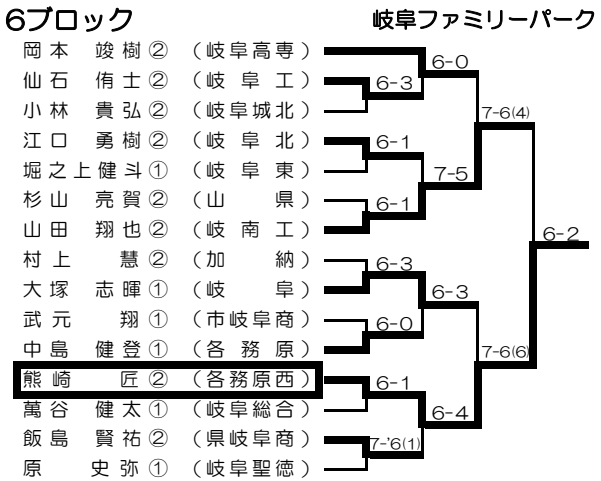 6ブロック 岐阜ファミリーパーク
岡本 竣樹② (岐阜高専)
6-0
仙石 侑士② (岐阜工)
6-3
小林 貴弘② (岐阜城北)
7-6(4)
江口 勇樹② (岐阜北)
6-1
堀之上健斗① (岐阜東)
7-5
杉山 亮賀② (山県)
6-1
山田 翔也② (岐南工)
6-2
村上 慧② (加納)
6-3
大塚 志暉① (岐阜)
6-3
武元 翔① (市岐阜商)
6-0
中島 健登① (各務原)
7-6(6)
熊崎 匠② (各務原西)
6-1
萬谷 健太① (岐阜総合)
6-4
飯島 賢祐② (県岐阜商)
7-'6(1)
原 史弥① (岐阜聖徳)